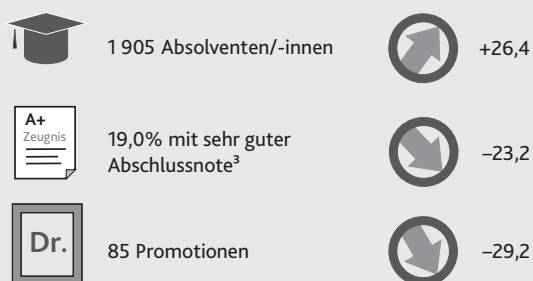 1 905 Absolventen/-innen
+26,4
A+
Zeugnis
19,0% mit sehr guter
Abschlussnote³
–23,2
Dr.
85 Promotionen
–29,2